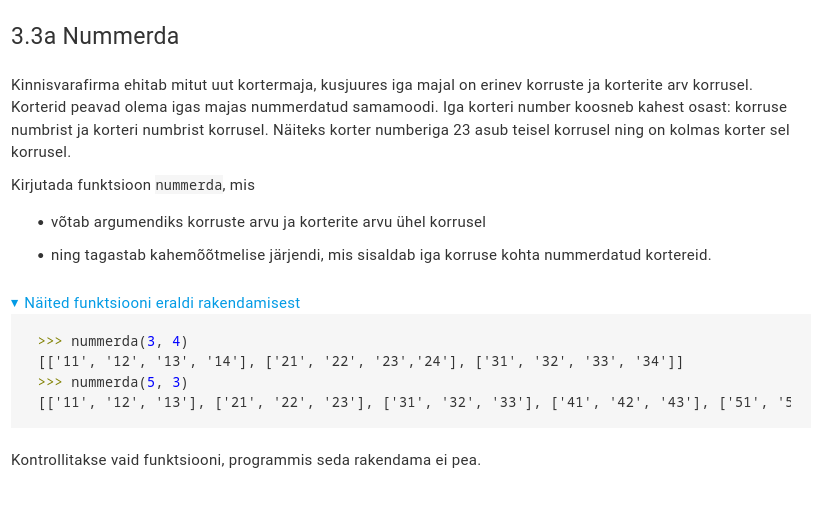 3.3a Nummerda
Kinnisvarafirma ehitab mitut uut kortermaja, kusjuures iga majal on erinev korruste ja korterite arv korrusel.
Korterid peavad olema igas majas nummerdatud samamoodi. Iga korteri number koosneb kahest osast: korruse
numbrist ja korteri numbrist korrusel. Näiteks korter numberiga 23 asub teisel korrusel ning on kolmas korter sel
korrusel.
Kirjutada funktsioon nummerda, mis
• võtab argumendiks korruste arvu ja korterite arvu ühel korrusel
• ning tagastab kahemõõtmelise järjendi, mis sisaldab iga korruse kohta nummerdatud kortereid.
▾ Näited funktsiooni eraldi rakendamisest
>>> nummerda(3, 4)
[['11', '12', '13', '14'], ['21', '22', '23','24'], ['31', '32', '33', '34']]
>>> nummerda(5, 3)
[['11', '12', '13'], ['21', '22', '23'], ['31', '32', '33'], ['41', '42', '43'], ['51', '5
Kontrollitakse vaid funktsiooni, programmis seda rakendama ei pea.